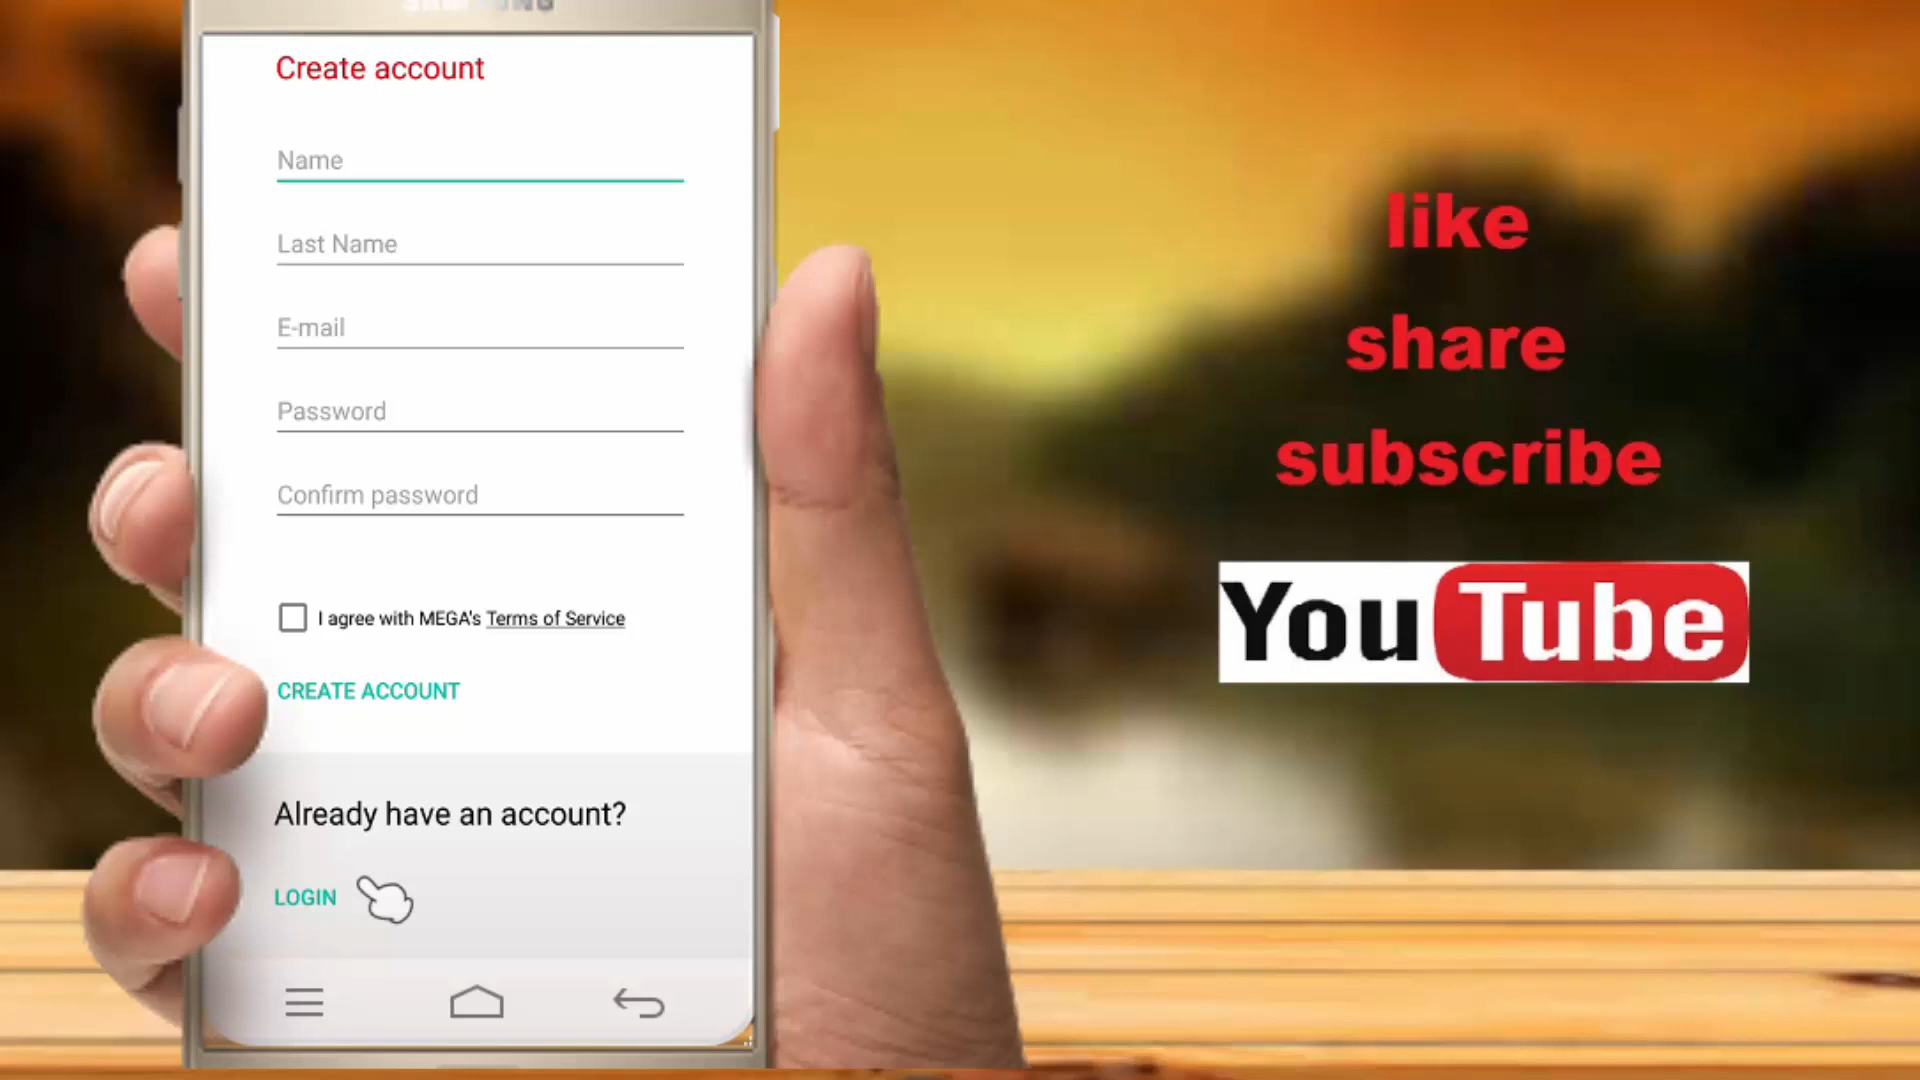 SAMSUNG
Create account
Name
Last Name
E-mail
Password
Confirm password
I agree with MEGA's Terms of Service
CREATE ACCOUNT
Already have an account?
LOGIN
like
share
subscribe
YouTube